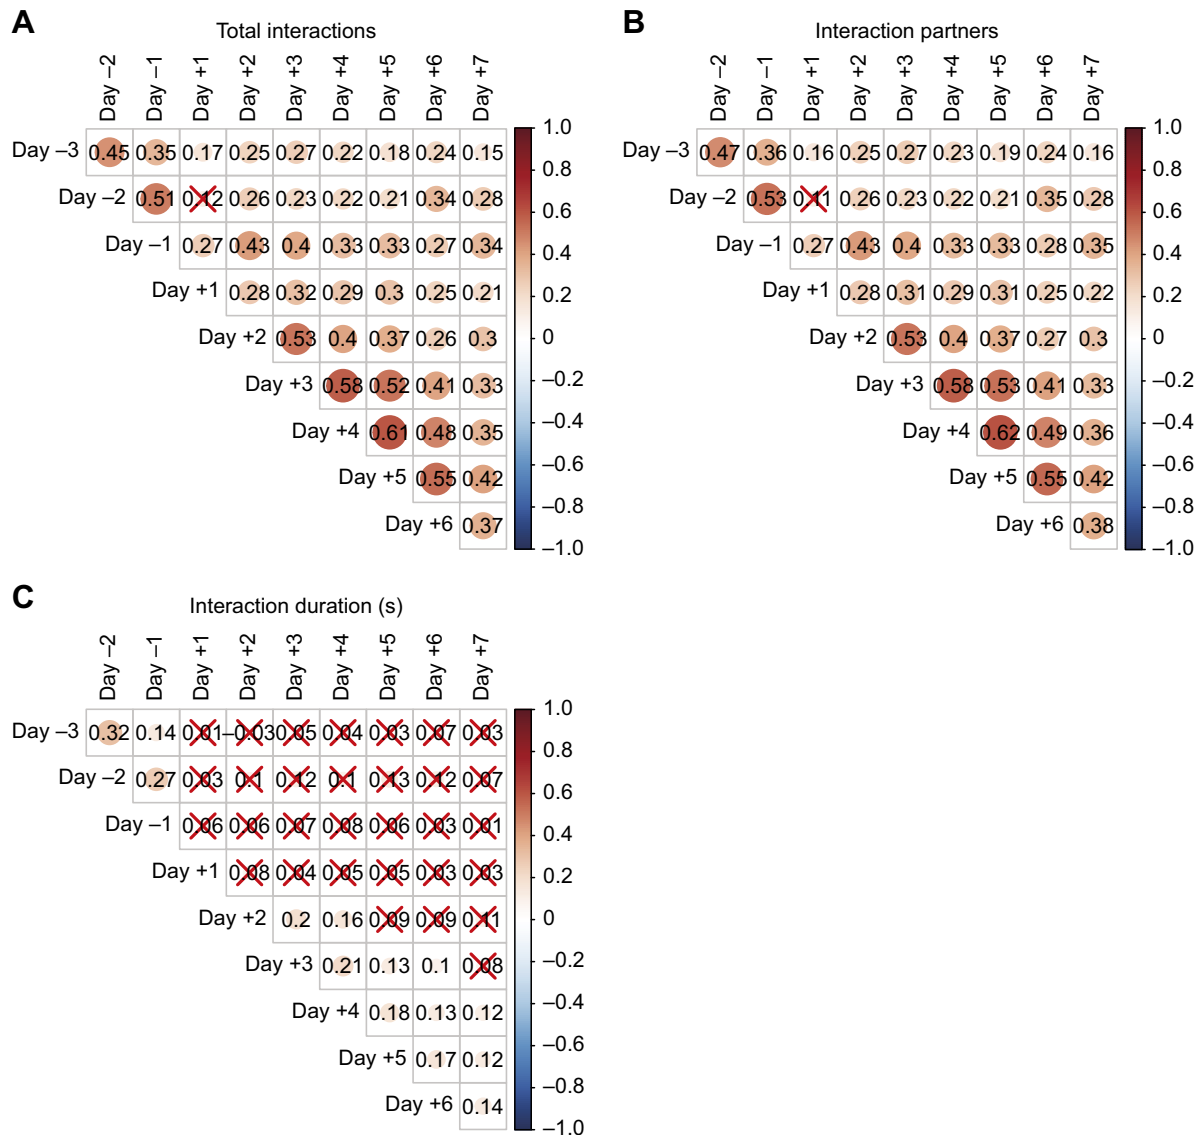 A
Total interactions
Day –2 Day –1 Day +1 Day +2 Day +3 Day +4 Day +5 Day +6 Day +7
Day –3 0.45 0.35 0.17 0.25 0.27 0.22 0.18 0.24 0.15
Day –2 0.51 0.12 0.26 0.23 0.22 0.21 0.34 0.28
Day –1 0.27 0.43 0.4 0.33 0.33 0.27 0.34
Day +1 0.28 0.32 0.29 0.3 0.25 0.21
Day +2 0.53 0.4 0.37 0.26 0.3
Day +3 0.58 0.52 0.41 0.33
Day +4 0.61 0.48 0.35
Day +5 0.55 0.42
Day +6 0.37
1.0
0.8
0.6
0.4
0.2
0
–0.2
–0.4
–0.6
–0.8
–1.0
B
Interaction partners
Day –2 Day –1 Day +1 Day +2 Day +3 Day +4 Day +5 Day +6 Day +7
Day –3 0.47 0.36 0.16 0.25 0.27 0.23 0.19 0.24 0.16
Day –2 0.53 0.11 0.26 0.23 0.22 0.21 0.35 0.28
Day –1 0.27 0.43 0.4 0.33 0.33 0.28 0.35
Day +1 0.28 0.31 0.29 0.31 0.25 0.22
Day +2 0.53 0.4 0.37 0.27 0.3
Day +3 0.58 0.53 0.41 0.33
Day +4 0.62 0.49 0.36
Day +5 0.55 0.42
Day +6 0.38
1.0
0.8
0.6
0.4
0.2
0
–0.2
–0.4
–0.6
–0.8
–1.0
C
Interaction duration (s)
Day –2 Day –1 Day +1 Day +2 Day +3 Day +4 Day +5 Day +6 Day +7
Day –3 0.32 0.14 0.01 –0.03 0.05 0.04 0.03 0.07 0.03
Day –2 0.27 0.03 0.1 0.12 0.1 0.13 0.12 0.07
Day –1 0.06 0.06 0.07 0.08 0.06 0.03 0.01
Day +1 0.08 0.04 0.05 0.05 0.03 0.03
Day +2 0.2 0.16 0.09 0.09 0.11
Day +3 0.21 0.13 0.1 0.08
Day +4 0.18 0.13 0.12
Day +5 0.17 0.12
Day +6 0.14
1.0
0.8
0.6
0.4
0.2
0
–0.2
–0.4
–0.6
–0.8
–1.0